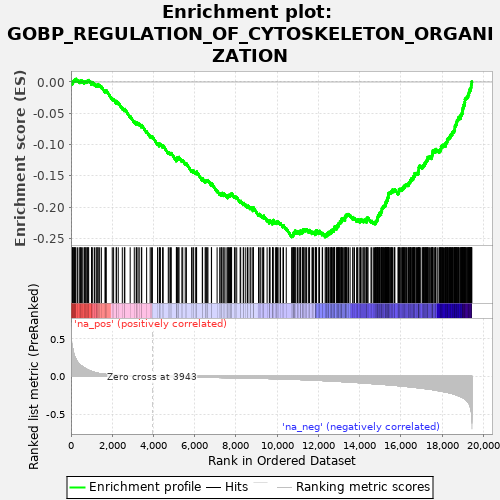 Enrichment plot:
GOBP_REGULATION_OF_CYTOSKELETON_ORGANI
ZATION
Enrichment score (ES)
0.00
-0.05
-0.10
-0.15
-0.20
-0.25
'na_pos' (positively correlated)
Ranked list metric (PreRanked)
0.5
0.0
-0.5
Zero cross at 3943
'na_neg' (negatively correlated)
0
2,000
4,000
6,000
8,000
10,000
12,000
14,000
16,000
18,000
20,000
Rank in Ordered Dataset
Enrichment profile
Hits
Ranking metric scores